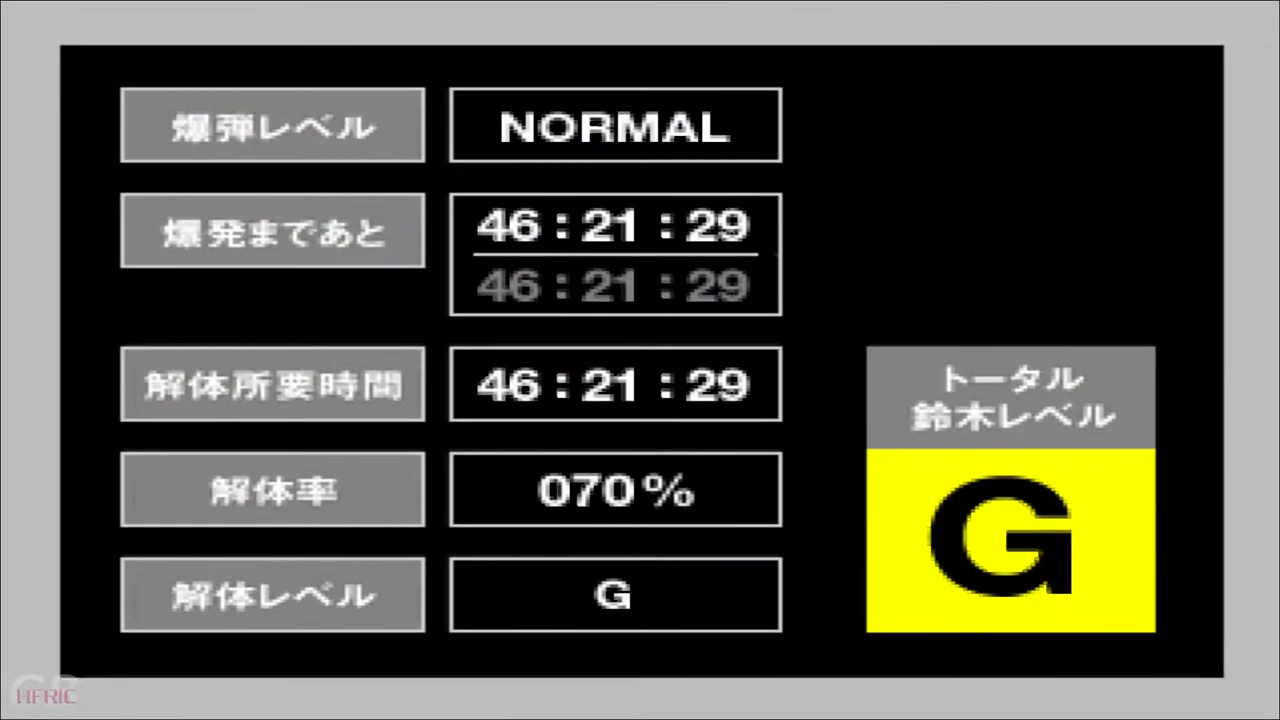 爆弾レベル NORMAL
爆発まであと 46:21:29
46:21:29
解体所要時間 46:21:29
解体率 070%
解体レベル G
トータル
鈴木レベル
G
HFRIC